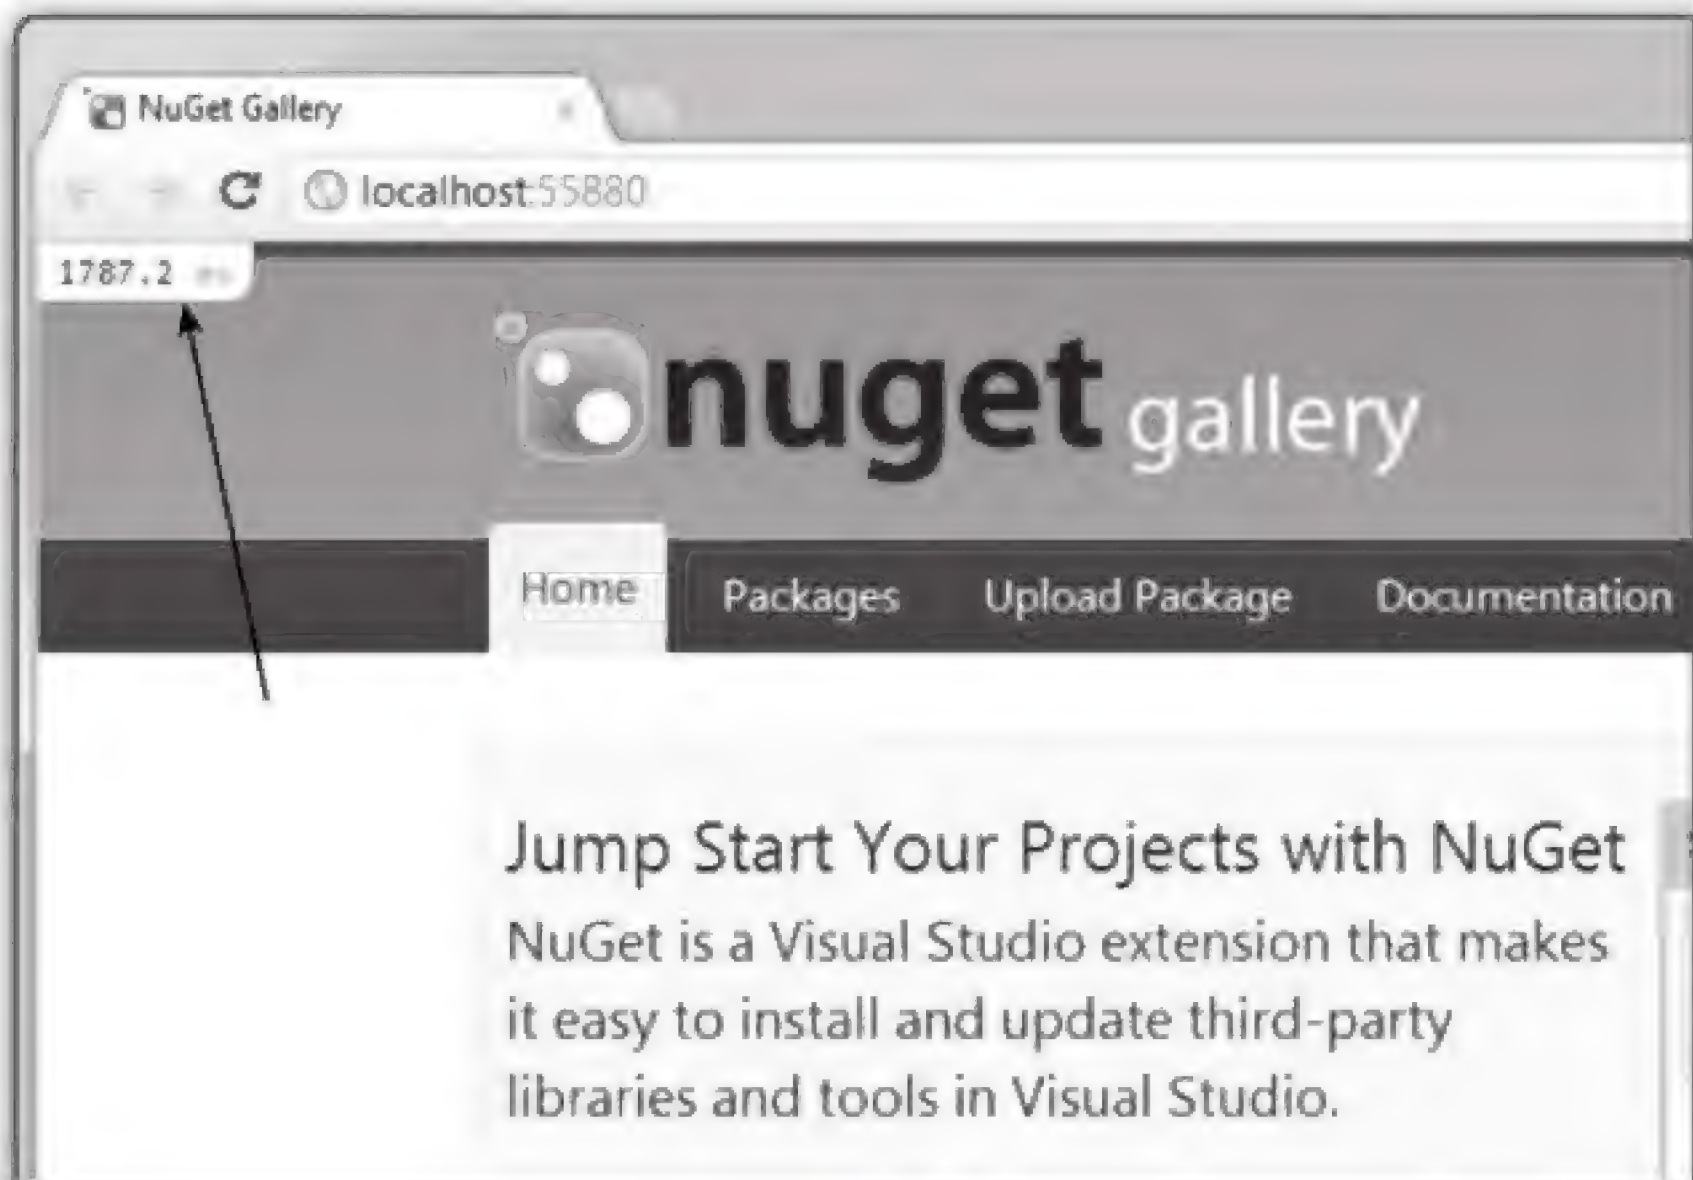 NuGet Gallery
localhost:55880
1787.2 ms
nuget gallery
Home Packages Upload Package Documentation
Jump Start Your Projects with NuGet
NuGet is a Visual Studio extension that makes
it easy to install and update third-party
libraries and tools in Visual Studio.